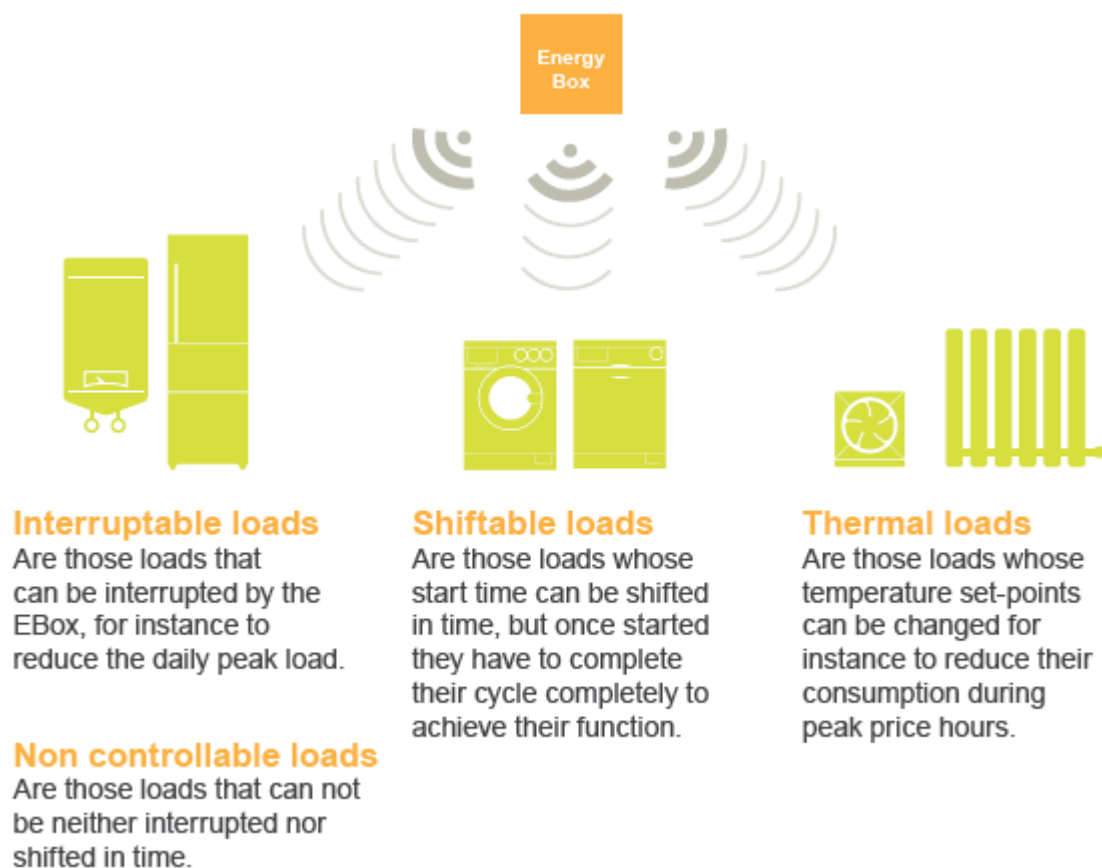 Energy
Box
Interruptable loads
Are those loads that
can be interrupted by the
EBox, for instance to
reduce the daily peak load.
Non controllable loads
Are those loads that can not
be neither interrupted nor
shifted in time.
Shiftable loads
Are those loads whose
start time can be shifted
in time, but once started
they have to complete
their cycle completely to
achieve their function.
Thermal loads
Are those loads whose
temperature set-points
can be changed for
instance to reduce their
consumption during
peak price hours.